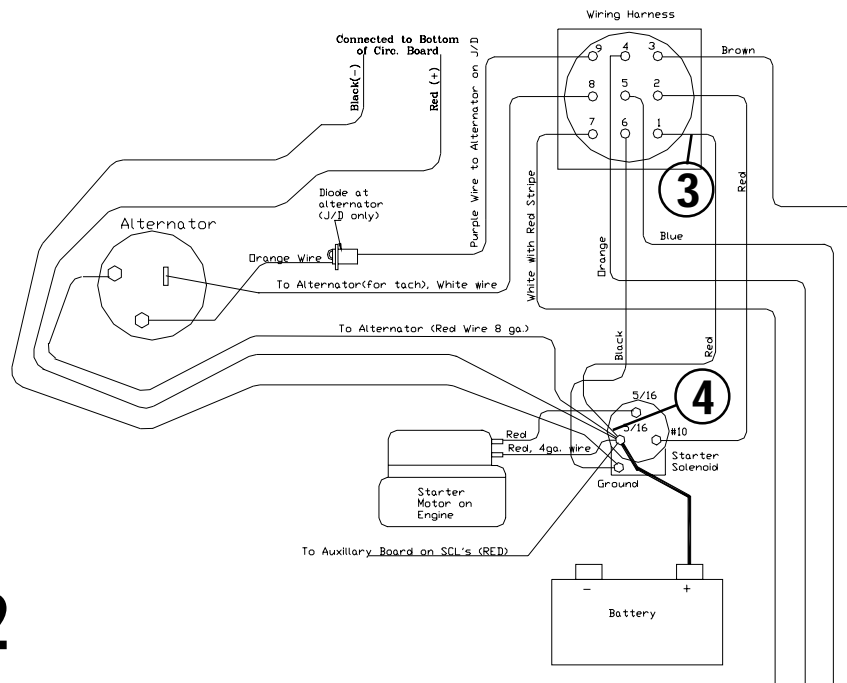 Wiring Harness
Connected to Bottom
of Circ. Board
Black(-)
Red (+)
Purple Wire to Alternator on J/D
9
4
3
Brown
8
5
2
7
6
1
3
Red
White With Red Stripe
Orange
Blue
Diode at
alternator
(J/D only)
Alternator
Orange Wire
To Alternator(for tach), White wire
To Alternator (Red Wire 8 ga.)
Black
Red
4
5/16
5/16
#10
Red
Red, 4ga. wire
Starter
Solenoid
Ground
Starter
Motor on
Engine
To Auxillary Board on SCL's (RED)
-
+
Battery
2